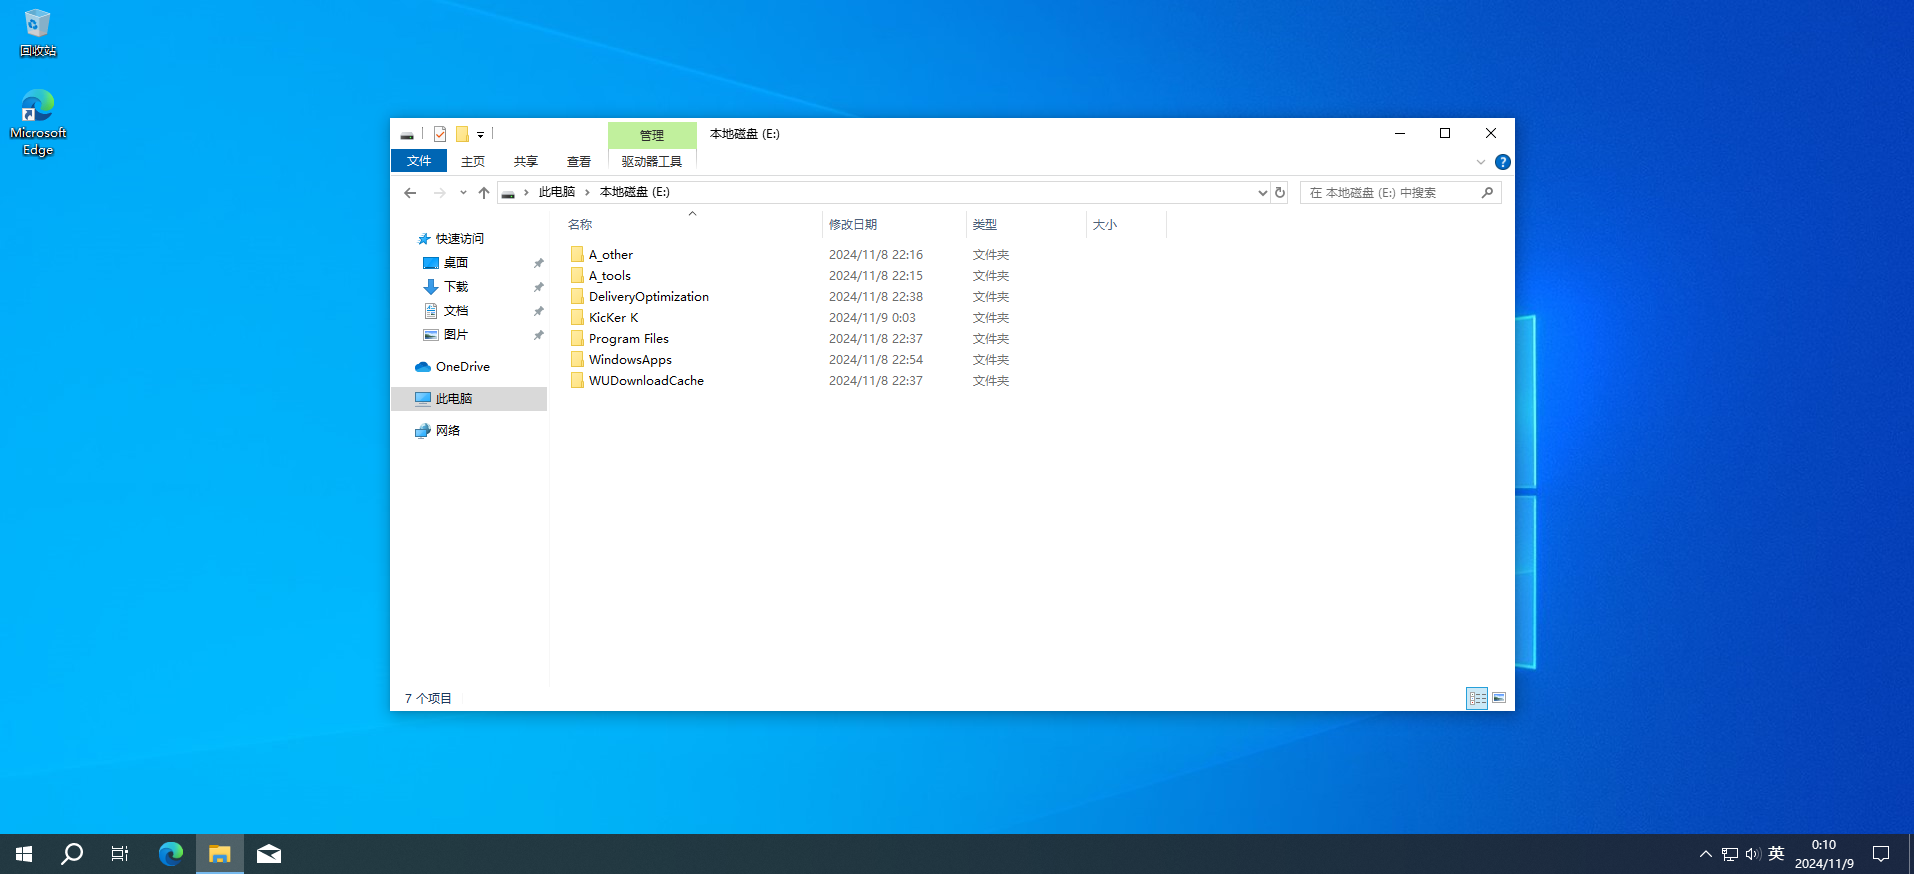 回收站
Microsoft
Edge
管理
本地磁盘 (E:)
文件
主页
共享
查看
驱动器工具
此电脑
本地磁盘 (E:)
在 本地磁盘 (E:) 中搜索
名称
修改日期
类型
大小
快速访问
桌面
下载
文档
图片
OneDrive
此电脑
网络
A_other 2024/11/8 22:16 文件夹
A_tools 2024/11/8 22:15 文件夹
DeliveryOptimization 2024/11/8 22:38 文件夹
KicKer K 2024/11/9 0:03 文件夹
Program Files 2024/11/8 22:37 文件夹
WindowsApps 2024/11/8 22:54 文件夹
WUDownloadCache 2024/11/8 22:37 文件夹
7 个项目
英
0:10
2024/11/9